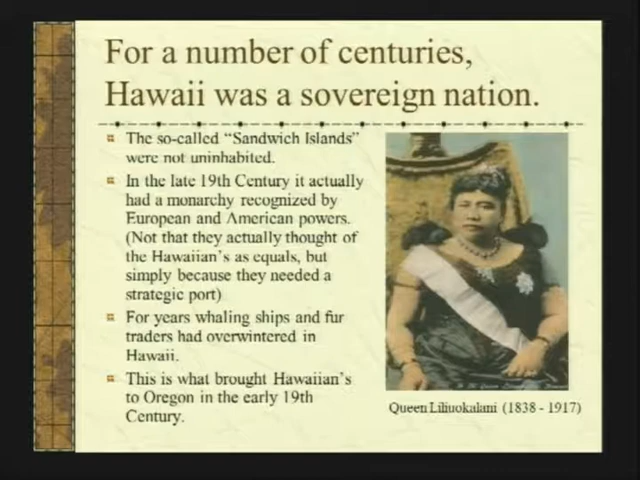 For a number of centuries,
Hawaii was a sovereign nation.
The so-called “Sandwich Islands”
were not uninhabited.
In the late 19th Century it actually
had a monarchy recognized by
European and American powers.
(Not that they actually thought of
the Hawaiian’s as equals, but
simply because they needed a
strategic port)
For years whaling ships and fur
traders had overwintered in
Hawaii.
This is what brought Hawaiian’s
to Oregon in the early 19th
Century.
Queen Liliuokalani (1838 - 1917)